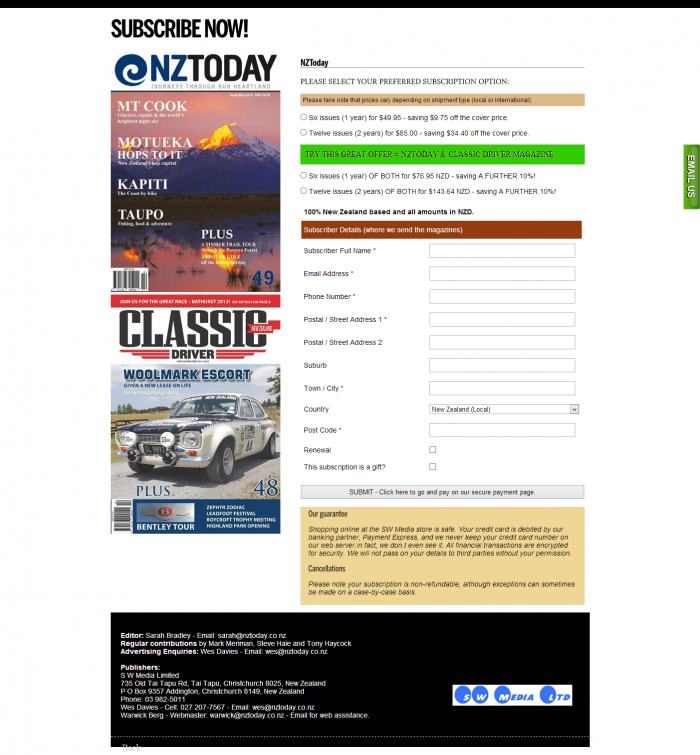 SUBSCRIBE NOW!
NZTODAY
JOURNEYS THROUGH OUR HEARTLAND
MT COOK
Glaciers, rapids & the world's
brightest night sky
MOTUEKA
HOPS TO IT
New Zealand's hop capital
KAPITI
The Coast by bike
TAUPO
Fishing, food & adventure
PLUS
A TIMBER TRAIL TOUR
through the Pureora Forest
A SPOT OF GOLF
49
JOIN US FOR THE GREAT RACE - BATHURST 2013! SEE DETAILS ON PAGE 9
CLASSIC
NEW ZEALAND
DRIVER
WOOLMARK ESCORT
GIVEN A NEW LEASE ON LIFE
PLUS
48
BENTLEY TOUR
ZEPHYR ZODIAC
LEADFOOT FESTIVAL
ROYCROFT TROPHY MEETING
HIGHLAND PARK OPENING
NZToday
PLEASE SELECT YOUR PREFERRED SUBSCRIPTION OPTION:
Please take note that prices vary depending on shipment type (local or international).
Six issues (1 year) for $49.95 - saving $9.75 off the cover price.
Twelve issues (2 years) for $85.00 - saving $34.40 off the cover price.
TRY THIS GREAT OFFER = NZTODAY & CLASSIC DRIVER MAGAZINE
Six issues (1 year) OF BOTH for $76.95 NZD - saving A FURTHER 10%!
Twelve issues (2 years) OF BOTH for $143.64 NZD - saving A FURTHER 10%!
100% New Zealand based and all amounts in NZD.
Subscriber Details (where we send the magazines)
Subscriber Full Name *
Email Address *
Phone Number *
Postal / Street Address 1 *
Postal / Street Address 2
Suburb
Town / City *
Country
New Zealand (Local)
Post Code *
Renewal
This subscription is a gift?
SUBMIT - Click here to go and pay on our secure payment page.
Our guarantee
Shopping online at the SW Media store is safe. Your credit card is debited by our
banking partner, Payment Express, and we never keep your credit card number on
our web server.in fact, we don.t even see it. All financial transactions are encrypted
for security. We will not pass on your details to third parties without your permission.
Cancellations
Please note your subscription is non-refundable, although exceptions can sometimes
be made on a case-by-case basis.
EMAIL US
Editor: Sarah Bradley - Email: sarah@nztoday.co.nz
Regular contributions by Mark Meriman, Steve Hale and Tony Haycock
Advertising Enquiries: Wes Davies - Email: wes@nztoday.co.nz
Publishers:
S W Media Limited
735 Old Tai Tapu Rd, Tai Tapu, Christchurch 8025, New Zealand
P O Box 9357 Addington, Christchurch 8149, New Zealand
Phone: 03 982-5011
Wes Davies - Cell: 027 207-7567 - Email: wes@nztoday.co.nz
Warwick Berg - Webmaster: warwick@nztoday.co.nz - Email for web assistance.
SW MEDIA LTD